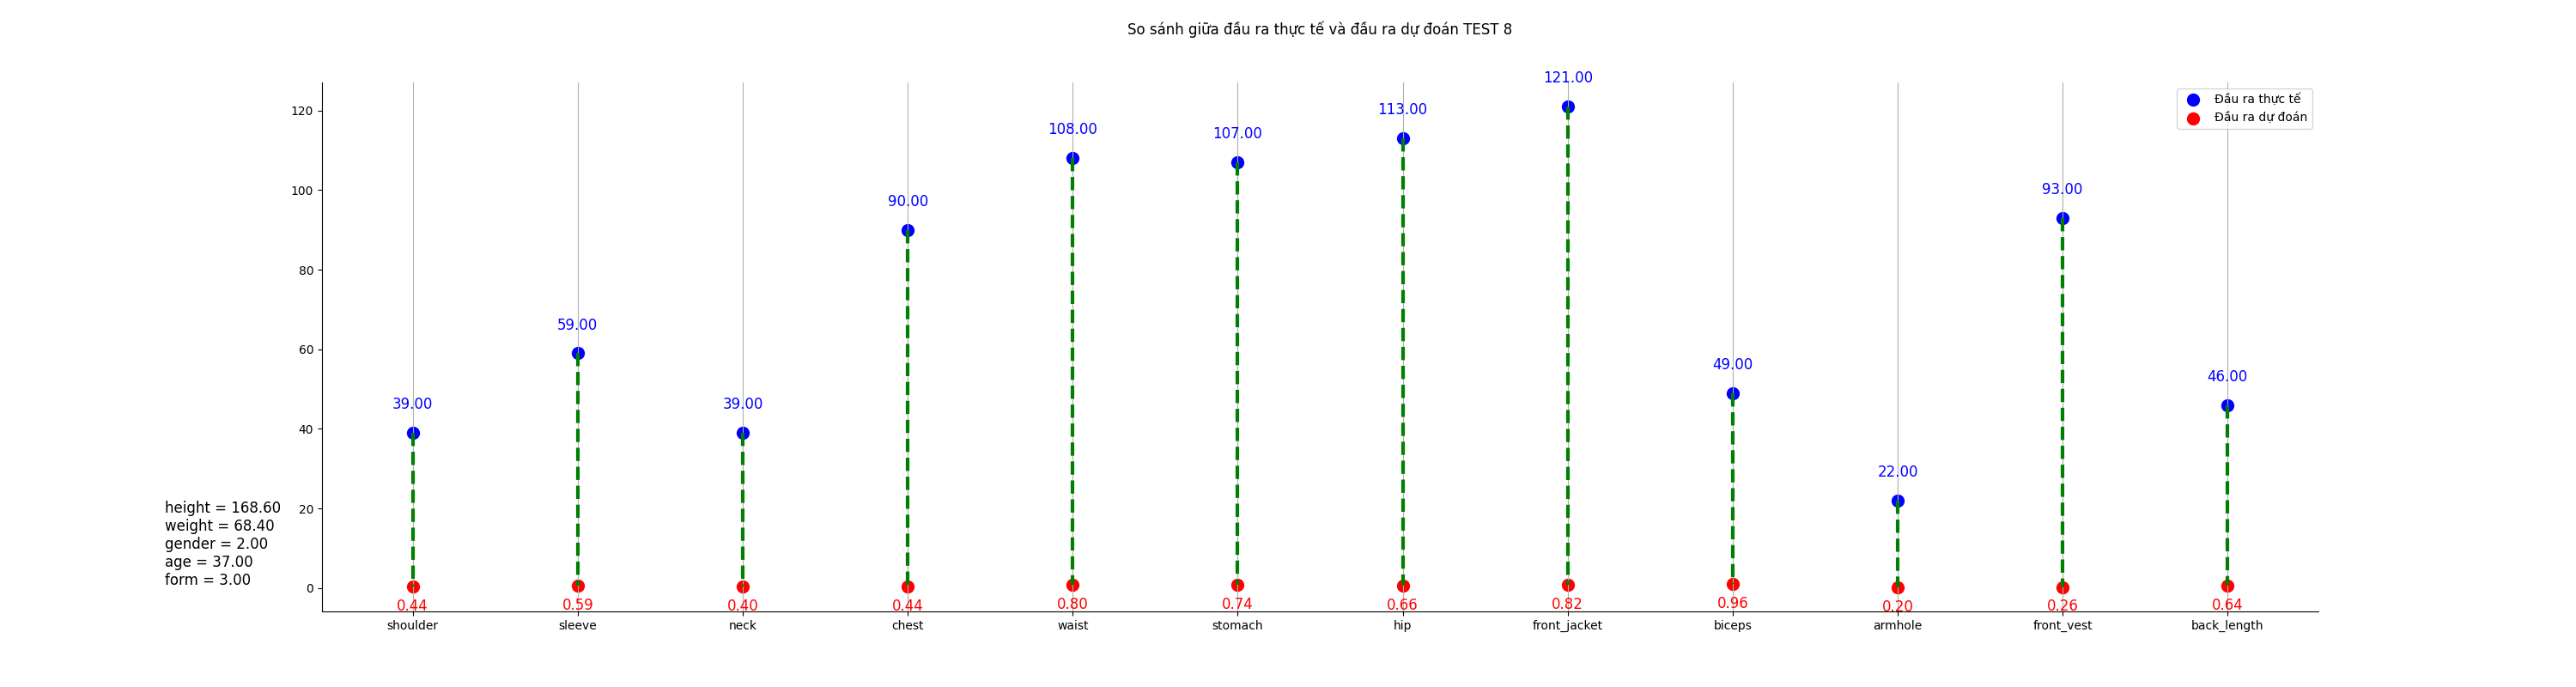 So sánh giữa đầu ra thực tế và đầu ra dự đoán TEST 8
Đầu ra thực tế
Đầu ra dự đoán
120
100
80
60
40
20
0
39.00
59.00
39.00
90.00
108.00
107.00
113.00
121.00
49.00
22.00
93.00
46.00
height = 168.60
weight = 68.40
gender = 2.00
age = 37.00
form = 3.00
0.44
0.59
0.40
0.44
0.80
0.74
0.66
0.82
0.96
0.20
0.26
0.64
shoulder
sleeve
neck
chest
waist
stomach
hip
front_jacket
biceps
armhole
front_vest
back_length